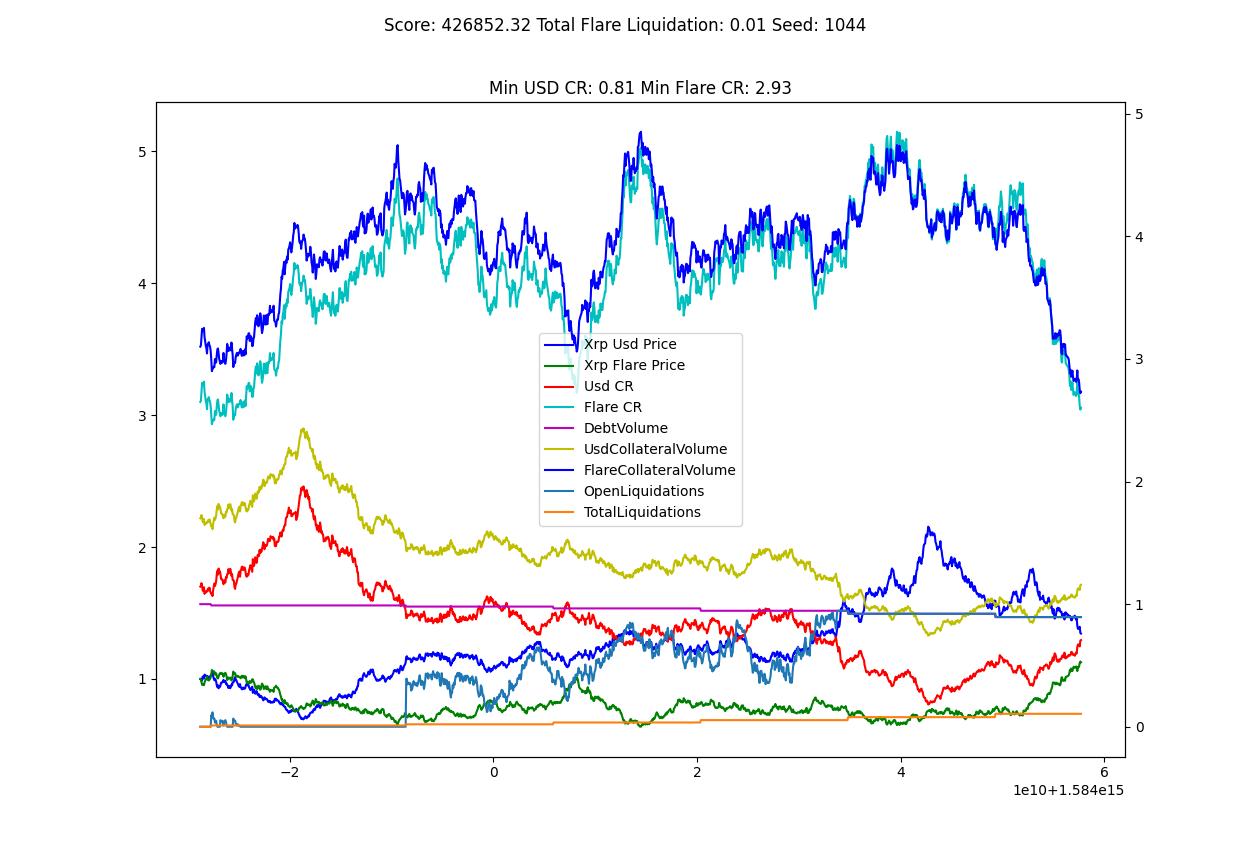 Score: 426852.32 Total Flare Liquidation: 0.01 Seed: 1044
Min USD CR: 0.81 Min Flare CR: 2.93
5
4
3
2
1
5
4
3
2
1
0
Xrp Usd Price
Xrp Flare Price
Usd CR
Flare CR
DebtVolume
UsdCollateralVolume
FlareCollateralVolume
OpenLiquidations
TotalLiquidations
−2 0 2 4 6
1e10+1.584e15